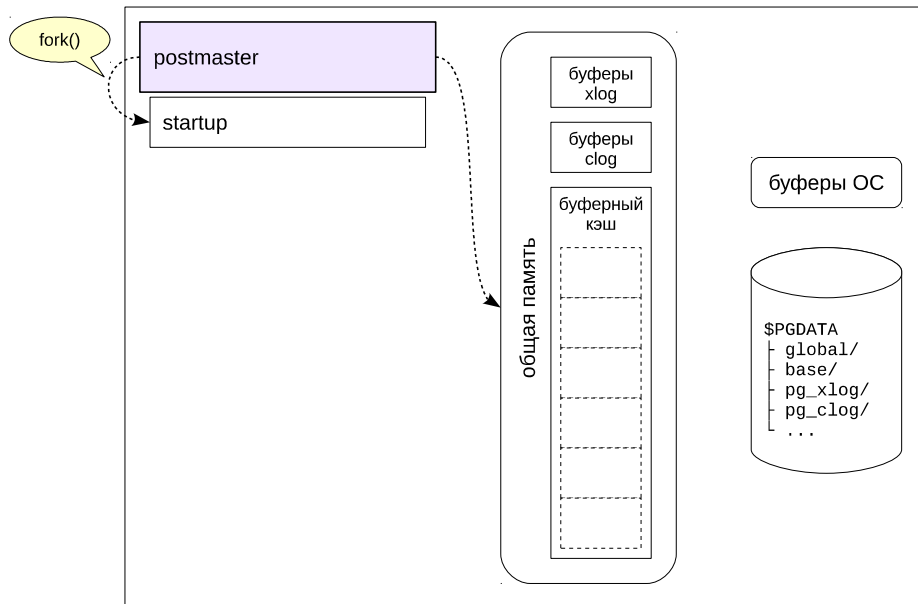 fork()
postmaster
startup
общая память
буферы
xlog
буферы
clog
буферный
кэш
буферы ОС
$PGDATA
global/
base/
pg_xlog/
pg_clog/
...